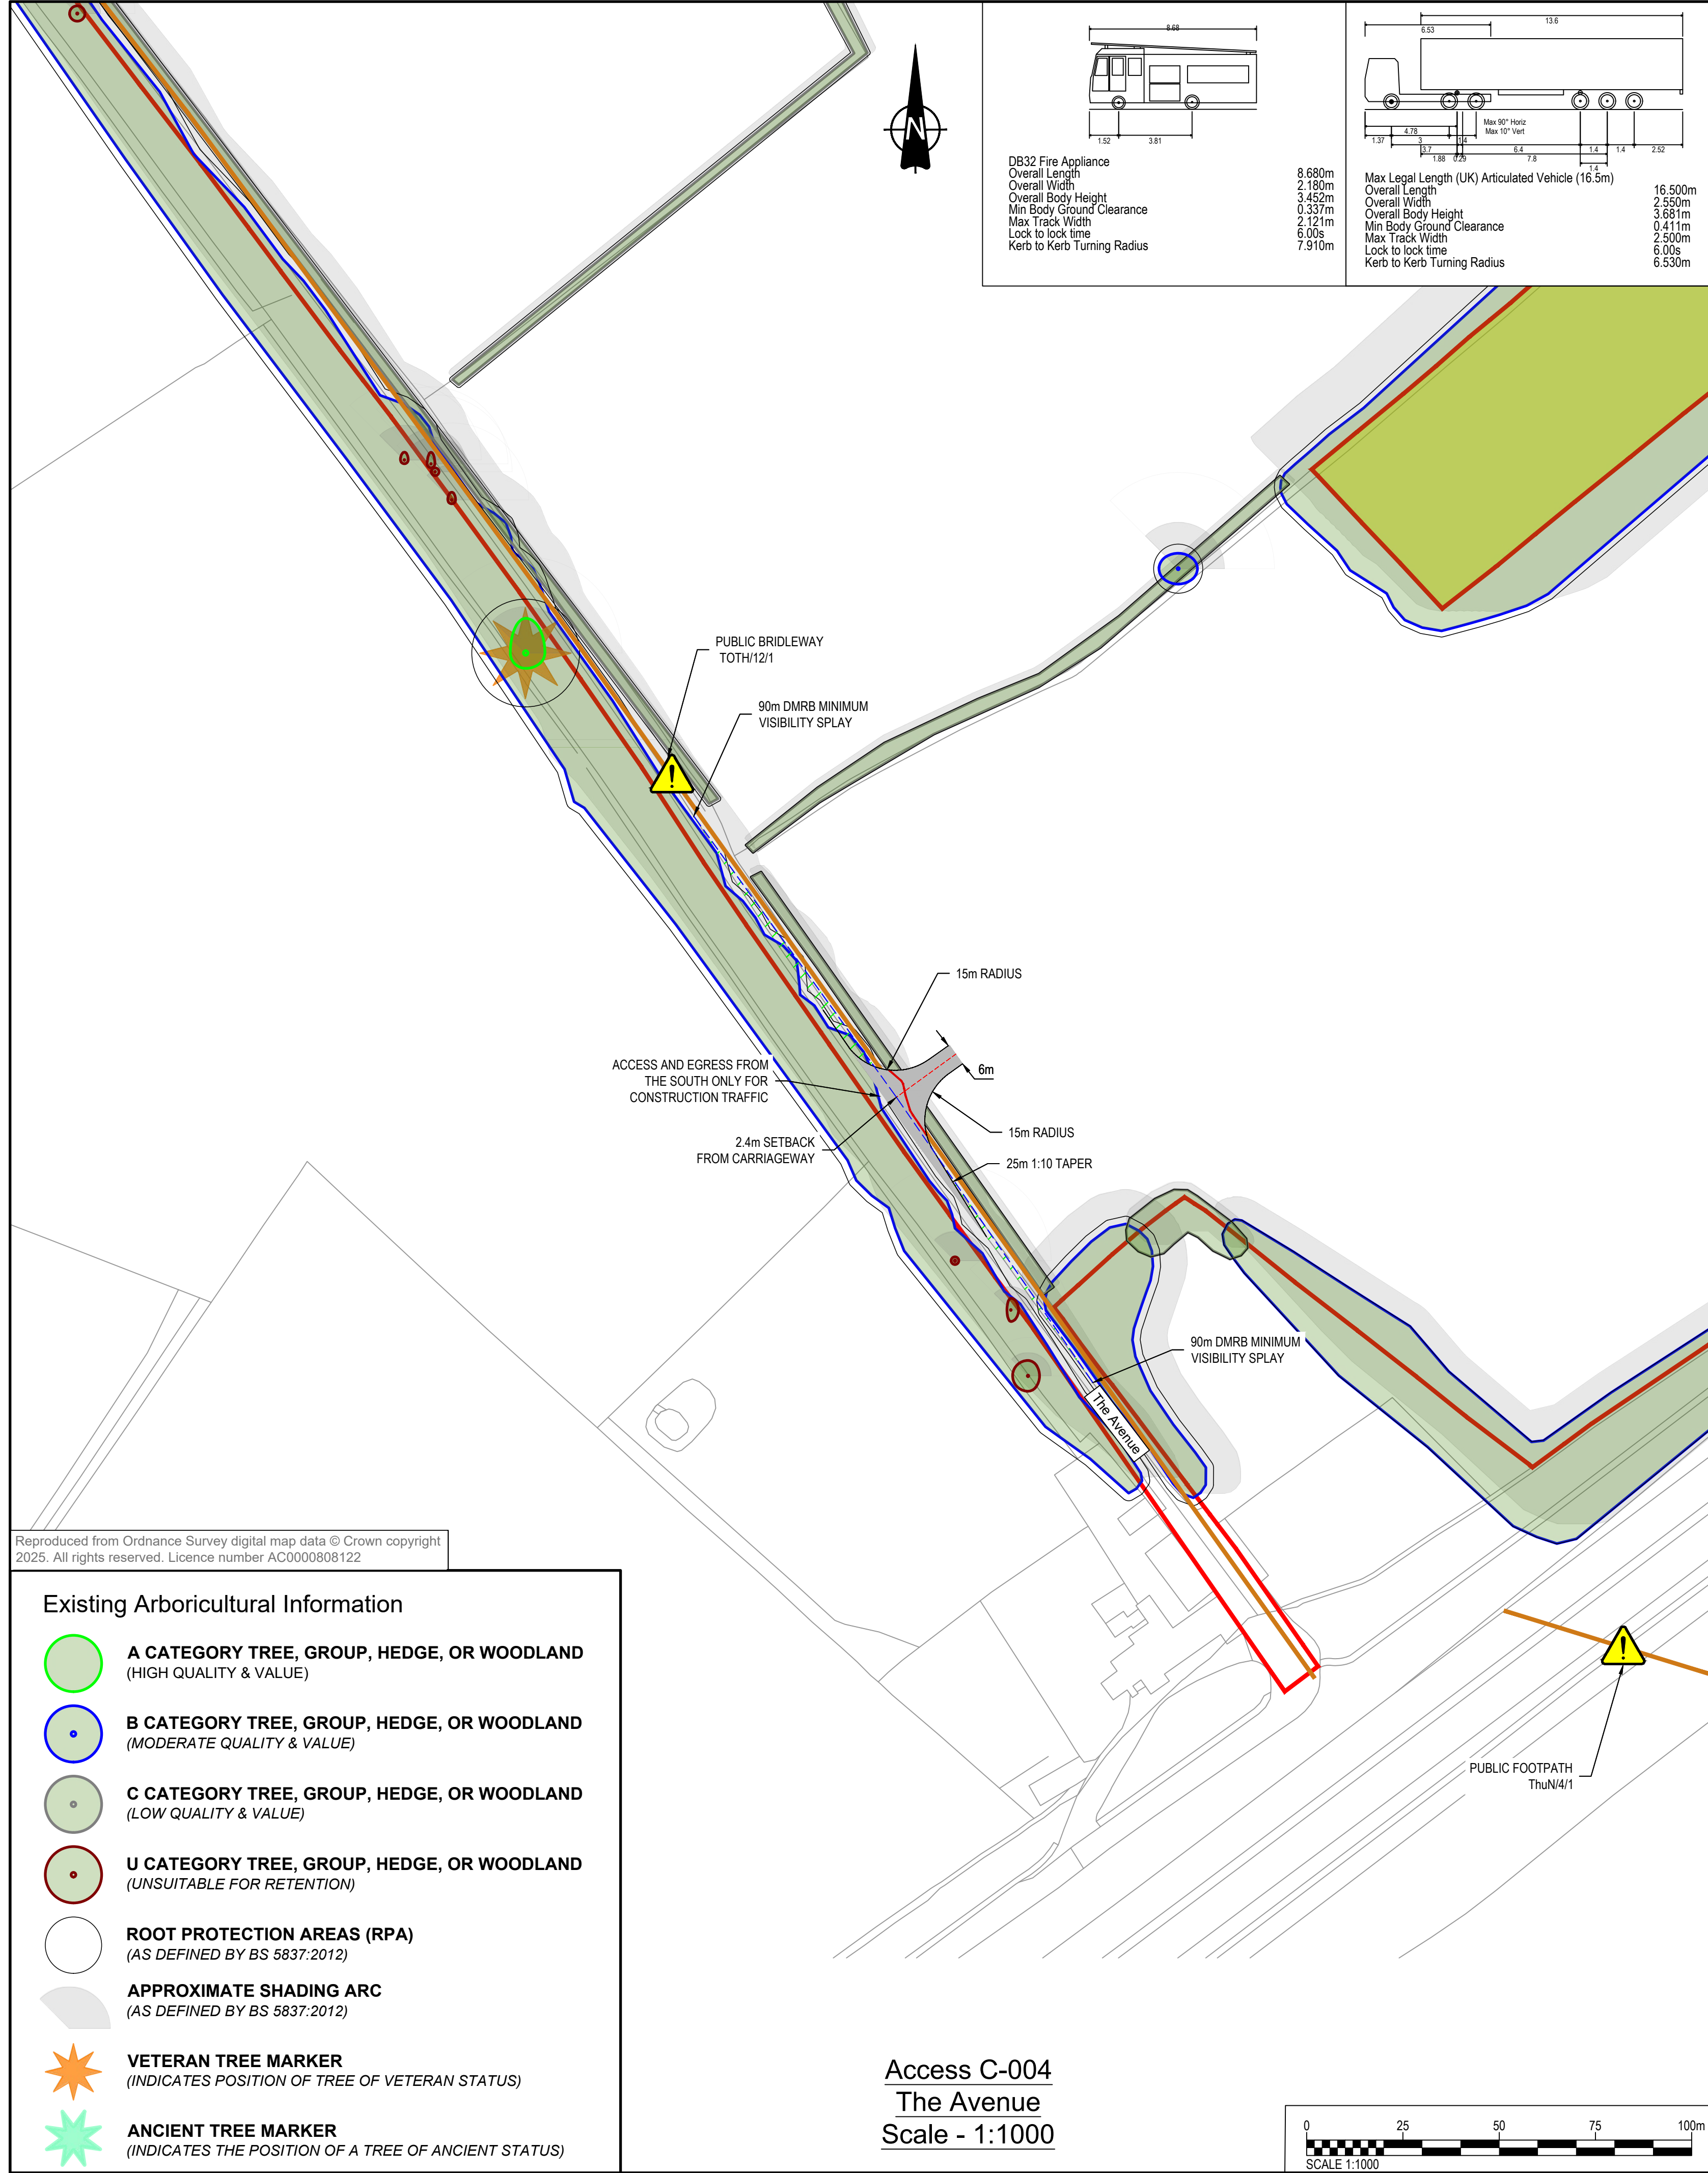 8.68
1.52
3.81
DB32 Fire Appliance
Overall Length 8.680m
Overall Width 2.180m
Overall Body Height 3.452m
Min Body Ground Clearance 0.337m
Max Track Width 2.121m
Lock to lock time 6.00s
Kerb to Kerb Turning Radius 7.910m
13.6
6.53
Max 90° Horiz
Max 10° Vert
1.37
4.78
3
1.4
3.7
6.4
1.4
1.4
2.52
1.88
0.29
7.8
1.4
Max Legal Length (UK) Articulated Vehicle (16.5m)
Overall Length 16.500m
Overall Width 2.550m
Overall Body Height 3.681m
Min Body Ground Clearance 0.411m
Max Track Width 2.500m
Lock to lock time 6.00s
Kerb to Kerb Turning Radius 6.530m
N
PUBLIC BRIDLEWAY
TOTH/12/1
90m DMRB MINIMUM
VISIBILITY SPLAY
!
15m RADIUS
ACCESS AND EGRESS FROM
THE SOUTH ONLY FOR
CONSTRUCTION TRAFFIC
6m
2.4m SETBACK
FROM CARRIAGEWAY
15m RADIUS
25m 1:10 TAPER
90m DMRB MINIMUM
VISIBILITY SPLAY
The Avenue
!
PUBLIC FOOTPATH
ThuN/4/1
Reproduced from Ordnance Survey digital map data © Crown copyright
2025. All rights reserved. Licence number AC0000808122
Existing Arboricultural Information
A CATEGORY TREE, GROUP, HEDGE, OR WOODLAND
(HIGH QUALITY & VALUE)
B CATEGORY TREE, GROUP, HEDGE, OR WOODLAND
(MODERATE QUALITY & VALUE)
C CATEGORY TREE, GROUP, HEDGE, OR WOODLAND
(LOW QUALITY & VALUE)
U CATEGORY TREE, GROUP, HEDGE, OR WOODLAND
(UNSUITABLE FOR RETENTION)
ROOT PROTECTION AREAS (RPA)
(AS DEFINED BY BS 5837:2012)
APPROXIMATE SHADING ARC
(AS DEFINED BY BS 5837:2012)
VETERAN TREE MARKER
(INDICATES POSITION OF TREE OF VETERAN STATUS)
ANCIENT TREE MARKER
(INDICATES THE POSITION OF A TREE OF ANCIENT STATUS)
Access C-004
The Avenue
Scale - 1:1000
0 25 50 75 100m
SCALE 1:1000